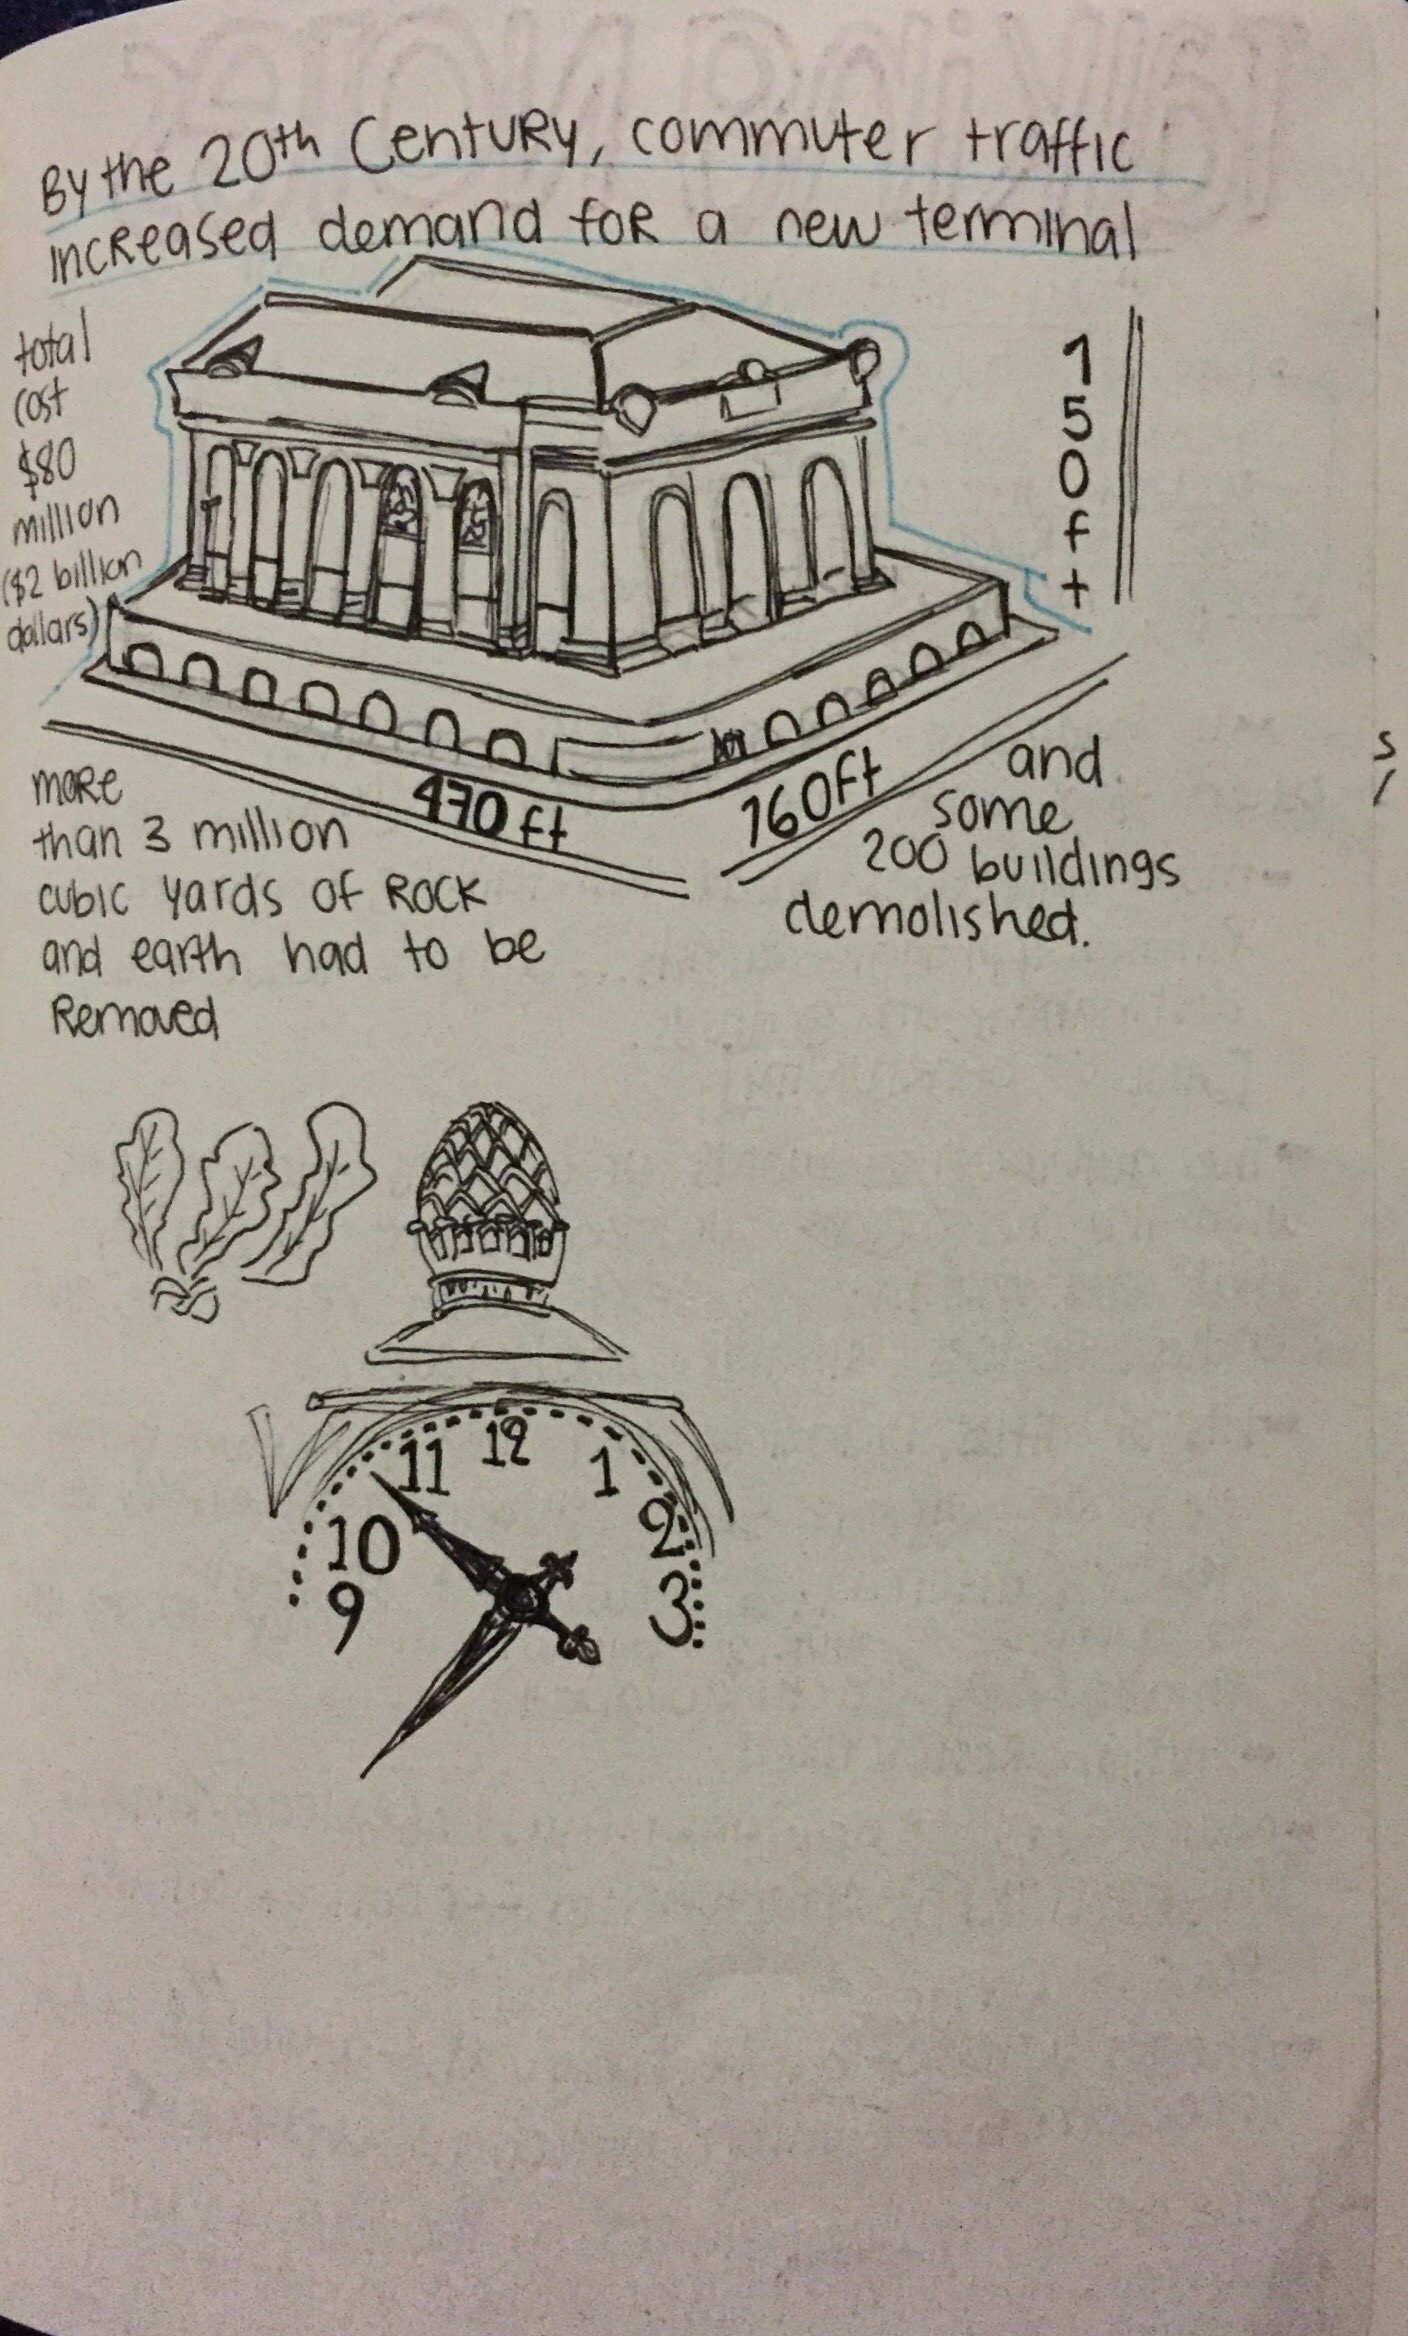 By the 20th Century, commuter traffic
increased demand for a new terminal
total
cost
$80
million
($2 billion
dollars)
150ft
470 ft
160ft
more
than 3 million
cubic yards of Rock
and earth had to be
Removed
and
some
200 buildings
demolished.
12
11
1
10
2
9
3